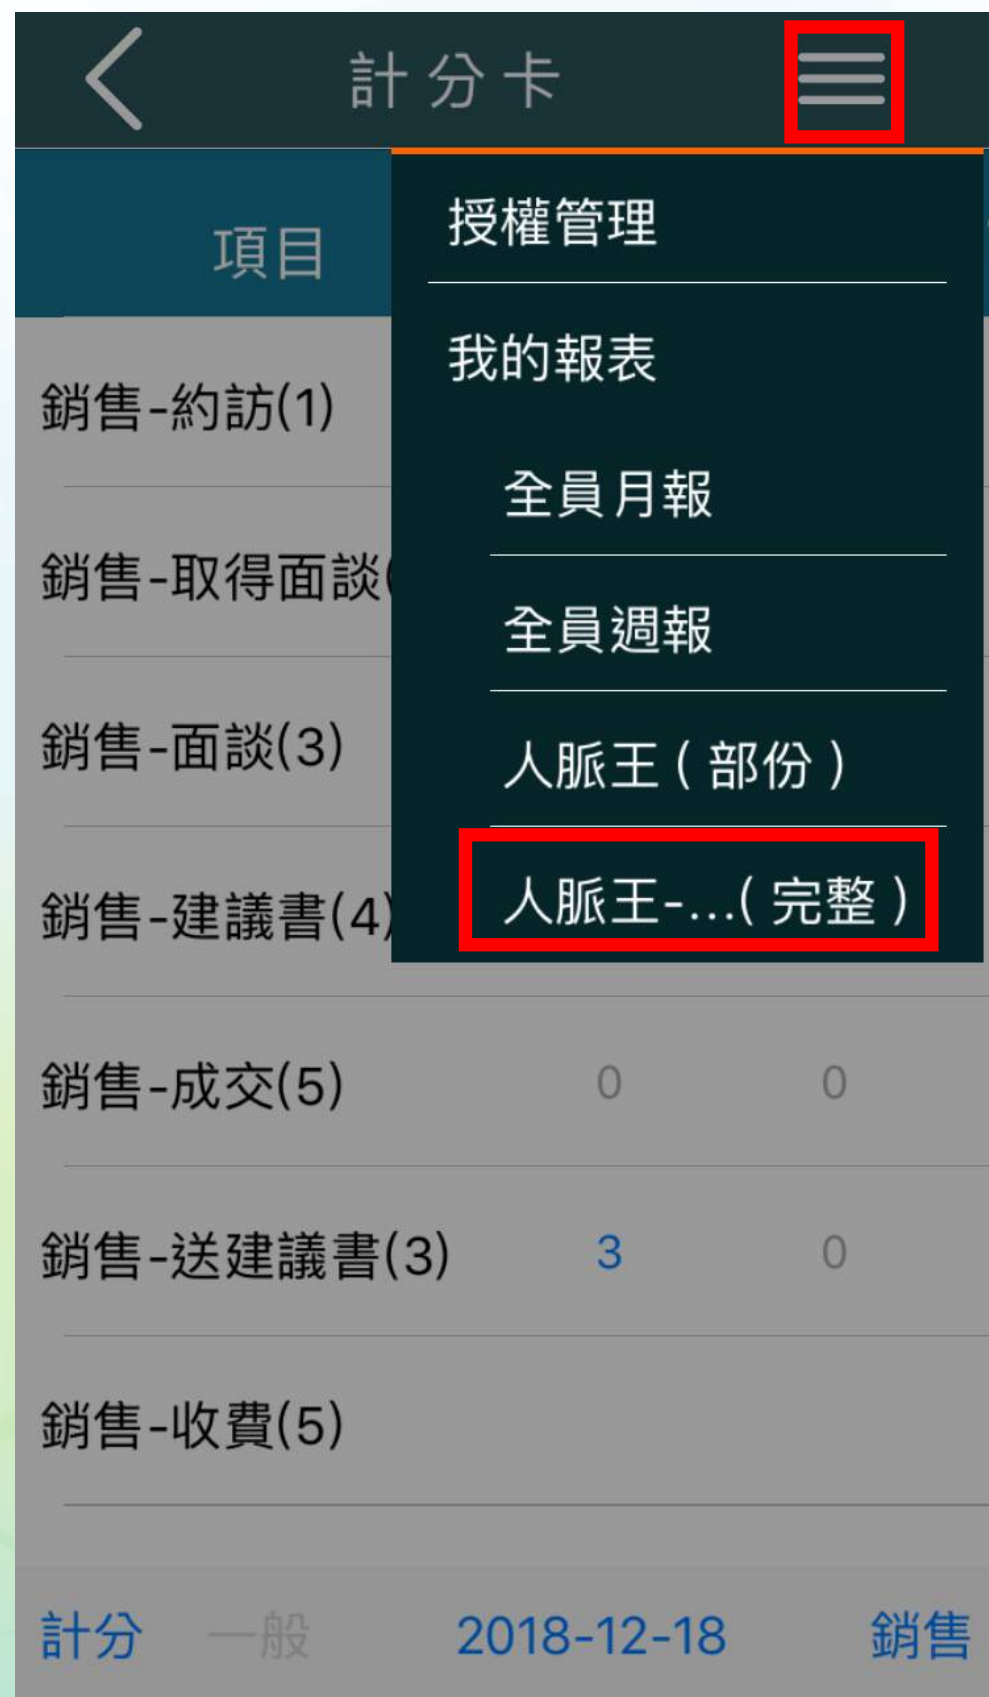 計分卡
項目
授權管理
我的報表
銷售-約訪(1)
全員月報
銷售-取得面談(
全員週報
銷售-面談(3)
人脈王(部份)
銷售-建議書(4)
人脈王-...(完整)
銷售-成交(5) 0 0
銷售-送建議書(3) 3 0
銷售-收費(5)
計分 一般 2018-12-18 銷售